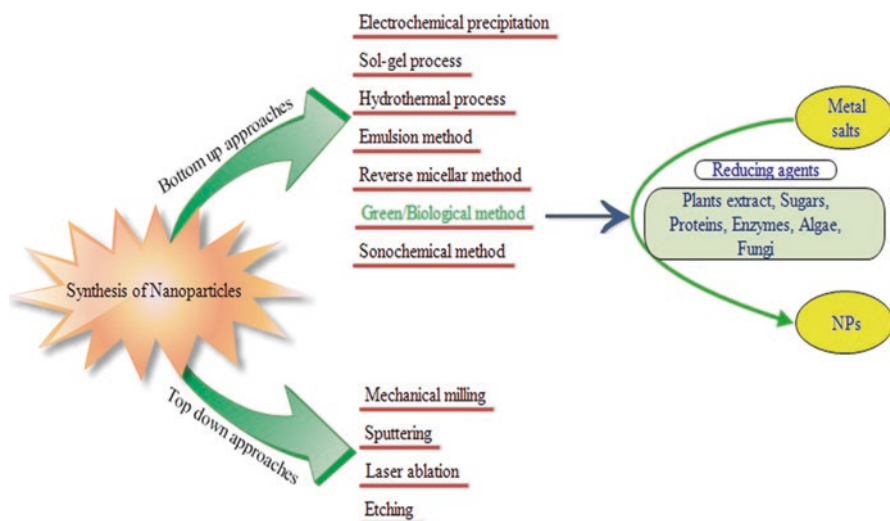 Electrochemical precipitation
Sol-gel process
Hydrothermal process
Emulsion method
Reverse micellar method
Green/Biological method
Sonochemical method
Bottom up approaches
Synthesis of Nanoparticles
Top down approaches
Mechanical milling
Sputtering
Laser ablation
Etching
Metal
salts
Reducing agents
Plants extract, Sugars,
Proteins, Enzymes, Algae,
Fungi
NPs